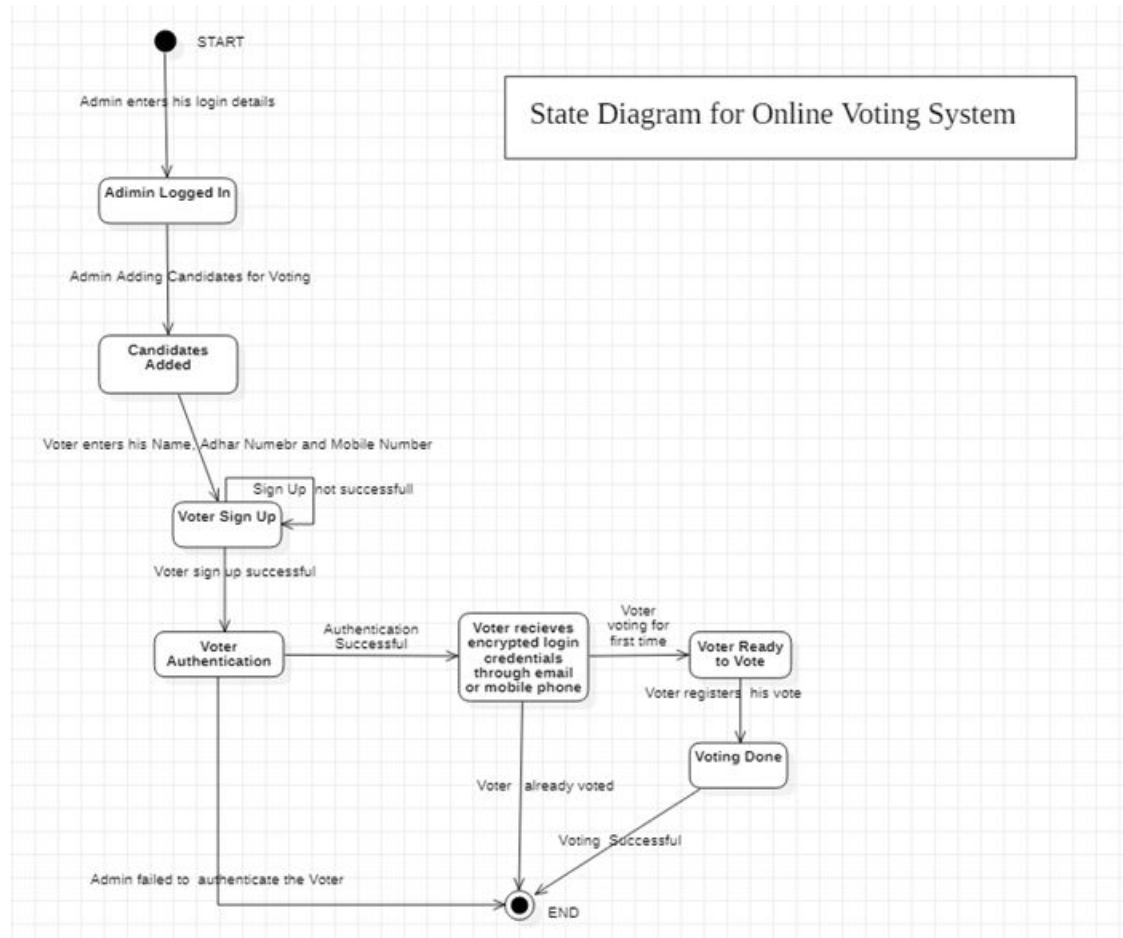 START
Admin enters his login details
State Diagram for Online Voting System
Adimin Logged In
Admin Adding Candidates for Voting
Candidates
Added
Voter enters his Name, Adhar Numebr and Mobile Number
Sign Up not successfull
Voter Sign Up
Voter sign up successful
Voter
Authentication
Authentication
Successful
Voter recieves
encrypted login
credentials
through email
or mobile phone
Voter
voting for
first time
Voter Ready
to Vote
Voter registers his vote
Voting Done
Voter already voted
Voting Successful
Admin failed to authenticate the Voter
END